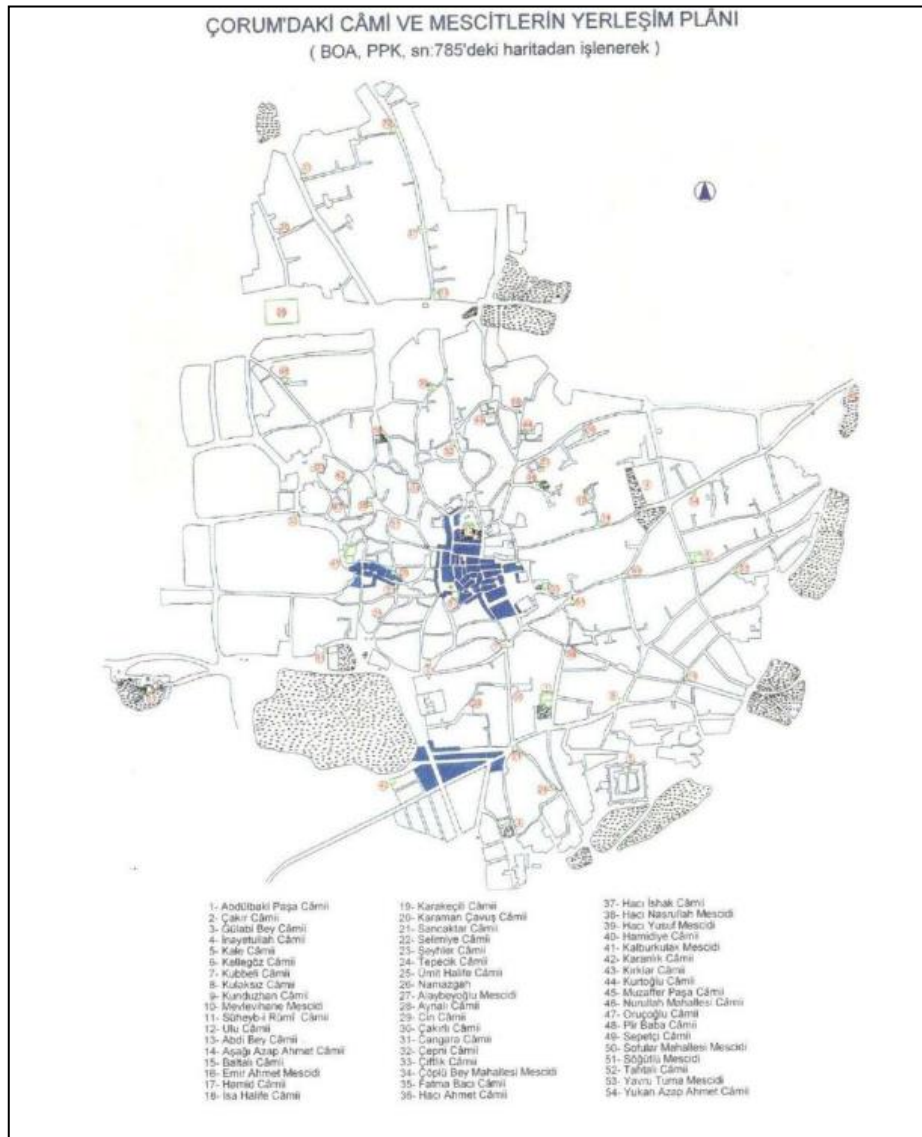 ÇORUM'DAKİ CÂMİ VE MESCİTLERİN YERLEŞİM PLÂNI
( BOA, PPK, sn:785'deki haritadan işlenerek )
1- Abdülbaki Paşa Câmii
2- Çakır Câmii
3- Gülabi Bey Câmii
4- İnayetullah Câmii
5- Kale Câmii
6- Kellegöz Câmii
7- Kubbeli Câmii
8- Kulaksız Câmii
9- Kunduzhan Câmii
10- Mevlevihane Mescidi
11- Süheyb-i Rûmî Câmii
12- Ulu Câmii
13- Abdi Bey Câmii
14- Aşağı Azap Ahmet Câmii
15- Baltalı Câmii
16- Emir Ahmet Mescidi
17- Hamid Câmii
18- İsa Halife Câmii
19- Karakeçili Câmii
20- Karaman Çavuş Câmii
21- Sancaktar Câmii
22- Selimiye Câmii
23- Şeyhler Câmii
24- Tepecik Câmii
25- Ümit Halife Câmii
26- Namazgah
27- Alaybeyoğlu Mescidi
28- Aynalı Câmii
29- Cin Câmii
30- Çakırlı Câmii
31- Cangara Câmii
32- Çepni Câmii
33- Çiftlik Câmii
34- Çöplü Bey Mahallesi Mescidi
35- Fatma Bacı Câmii
36- Hacı Ahmet Câmii
37- Hacı İshak Câmii
38- Hacı Nasrullah Mescidi
39- Hacı Yusuf Mescidi
40- Hamidiye Câmii
41- Kalburkulak Mescidi
42- Karanlık Câmii
43- Kırklar Câmii
44- Kurtoğlu Câmii
45- Muzaffer Paşa Câmii
46- Nurullah Mahallesi Câmii
47- Oruçoğlu Câmii
48- Pir Baba Câmii
49- Sepetçi Câmii
50- Sofular Mahallesi Mescidi
51- Söğütlü Mescidi
52- Tahtalı Câmii
53- Yavru Turna Mescidi
54- Yukarı Azap Ahmet Câmii